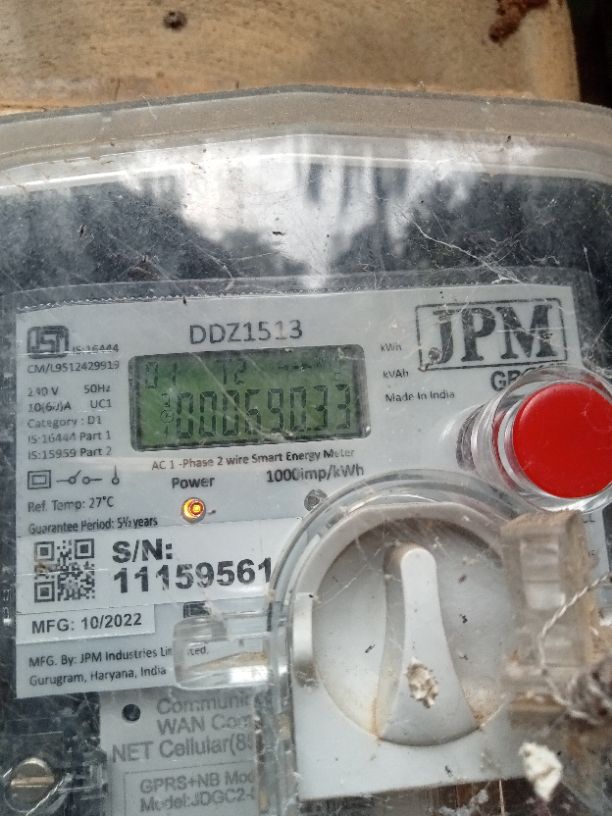 DDZ1513
JPM
IS:16444
CM/L9512429919
240 V 50Hz
10(60)A UC1
Category : D1
IS:16444 Part 1
IS:15959 Part 2
kWh
kVAh
Made in India
AC 1 -Phase 2 wire Smart Energy Meter
Power
1000imp/kWh
Ref. Temp: 27°C
Guarantee Period: 5½ years
S/N:
11159561
MFG: 10/2022
MFG. By: JPM Industries
Gurugram, Haryana, India
WAN
NET Cellular
GPRS+NB
Model:JDGC2-